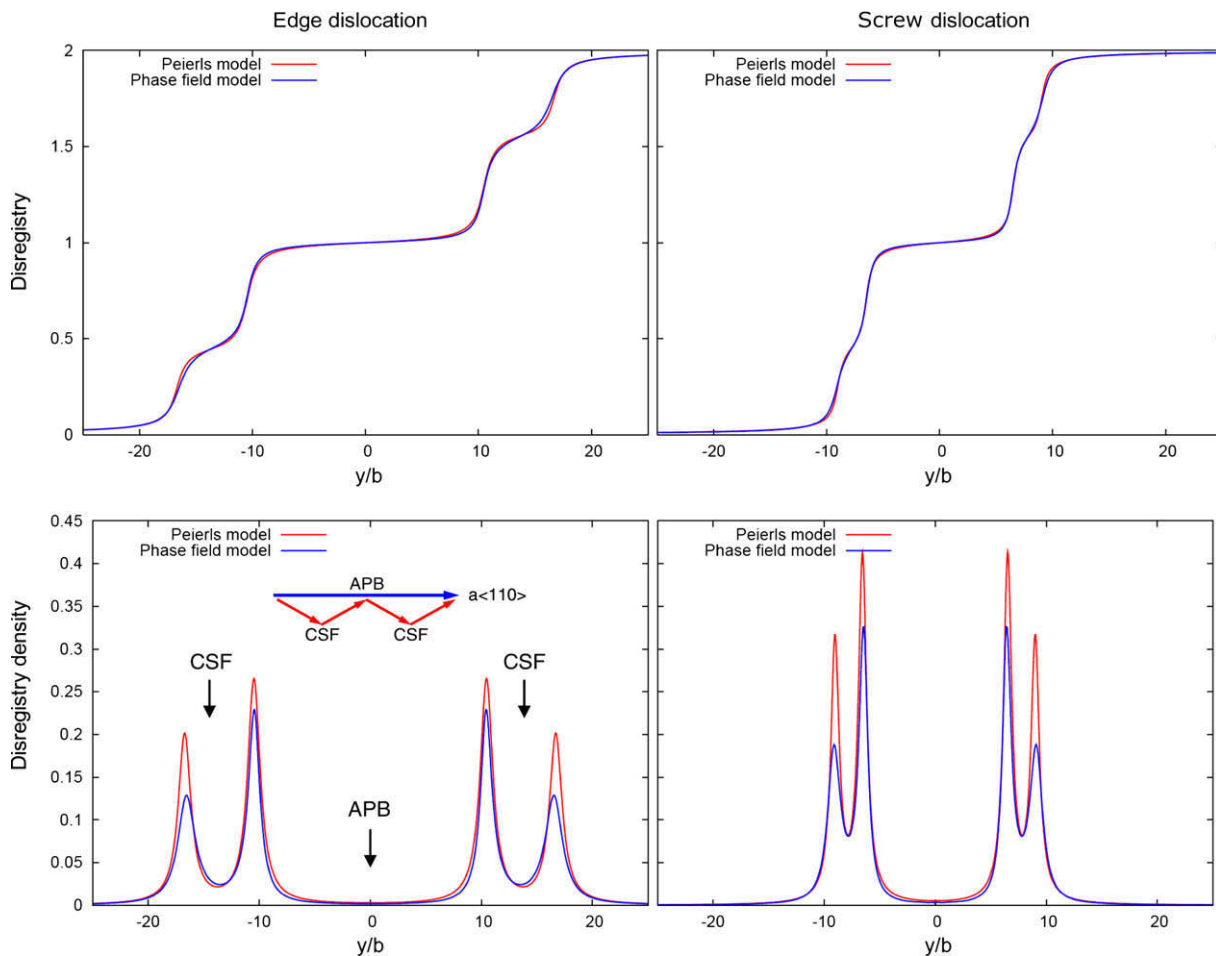 Edge dislocation
Screw dislocation
Peierls model
Phase field model
Disregistry
2
1.5
1
0.5
0
-20
-10
0
10
20
y/b
Peierls model
Phase field model
-20
-10
0
10
20
y/b
Peierls model
Phase field model
Disregistry density
0.45
0.4
0.35
0.3
0.25
0.2
0.15
0.1
0.05
0
APB
a<110>
CSF
CSF
CSF
CSF
APB
-20
-10
0
10
20
y/b
Peierls model
Phase field model
-20
-10
0
10
20
y/b